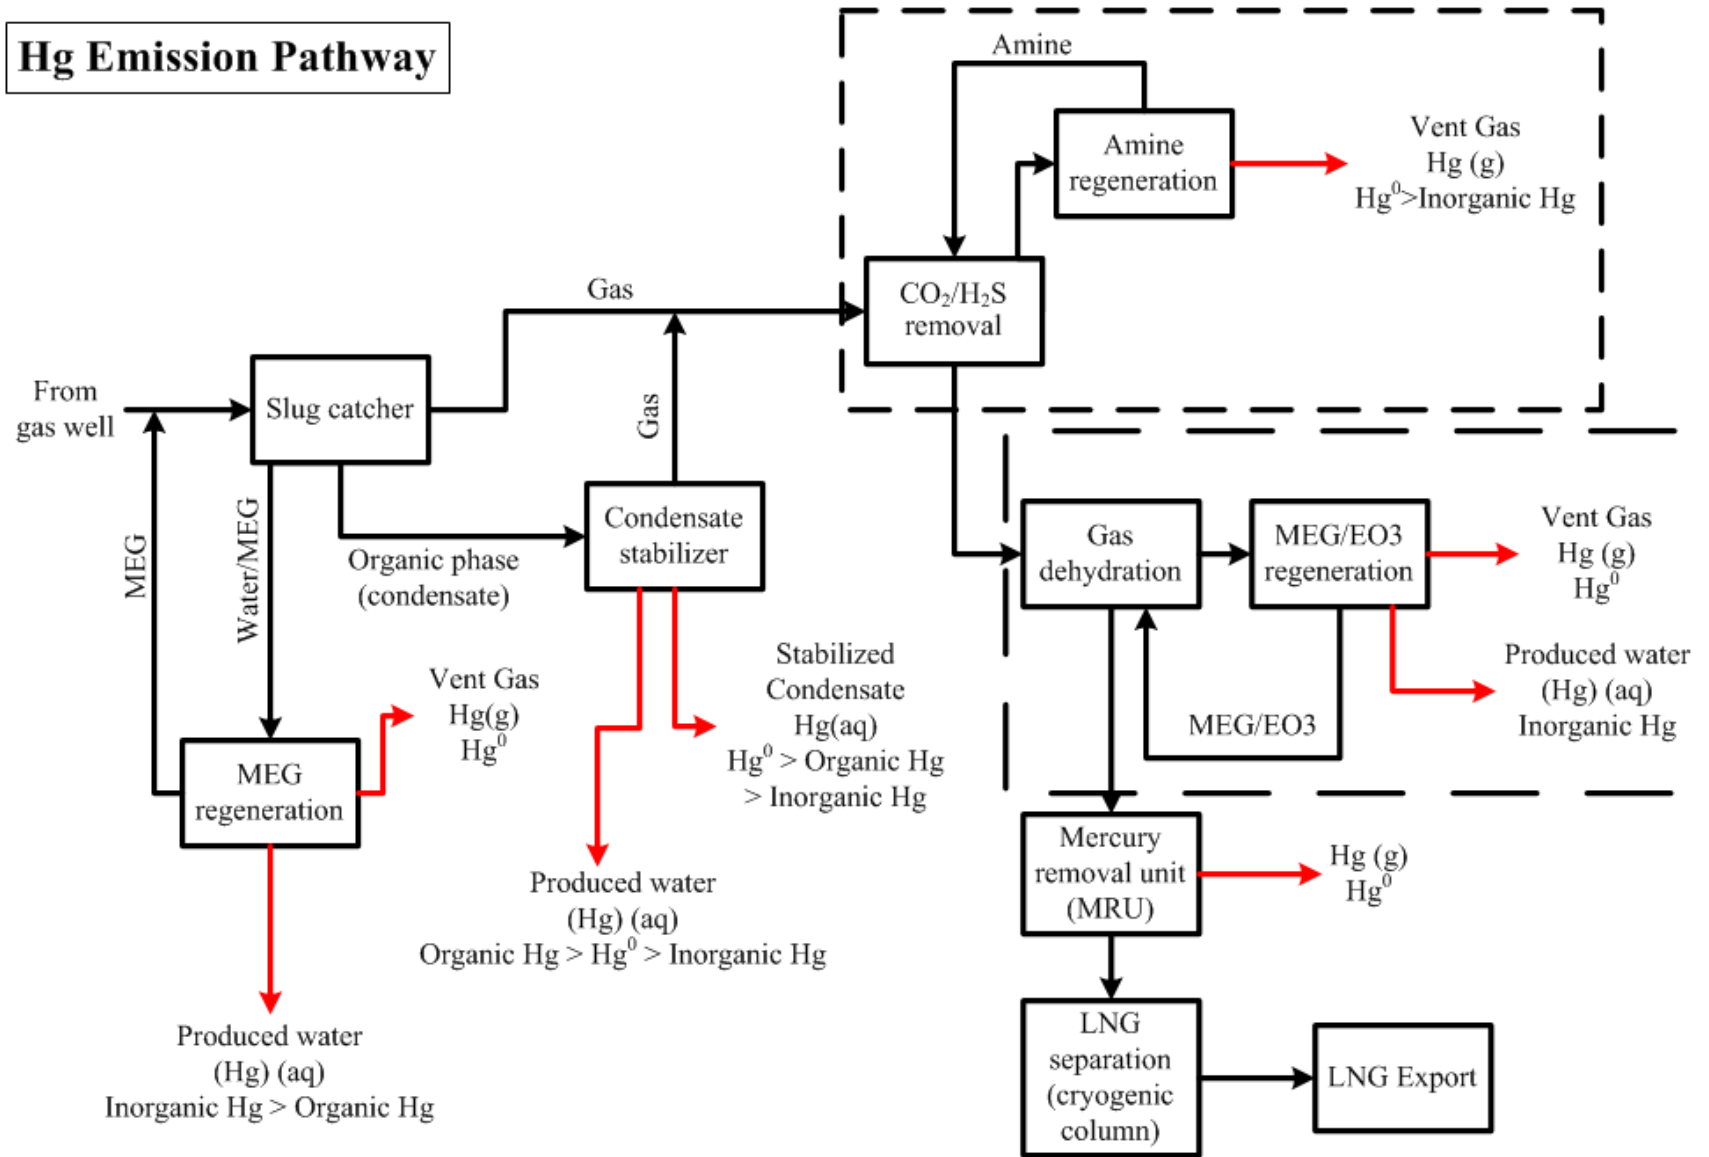 Hg Emission Pathway
Amine
Amine
regeneration
Vent Gas
Hg (g)
Hg⁰>Inorganic Hg
CO₂/H₂S
removal
Gas
From
gas well
Slug catcher
Gas
MEG
Water/MEG
Organic phase
(condensate)
Condensate
stabilizer
Gas
dehydration
MEG/EO3
regeneration
Vent Gas
Hg (g)
Hg⁰
Produced water
(Hg) (aq)
Inorganic Hg
MEG/EO3
Stabilized
Condensate
Hg(aq)
Hg⁰ > Organic Hg
> Inorganic Hg
Vent Gas
Hg(g)
Hg⁰
MEG
regeneration
Produced water
(Hg) (aq)
Organic Hg > Hg⁰ > Inorganic Hg
Mercury
removal unit
(MRU)
Hg (g)
Hg⁰
Produced water
(Hg) (aq)
Inorganic Hg > Organic Hg
LNG
separation
(cryogenic
column)
LNG Export